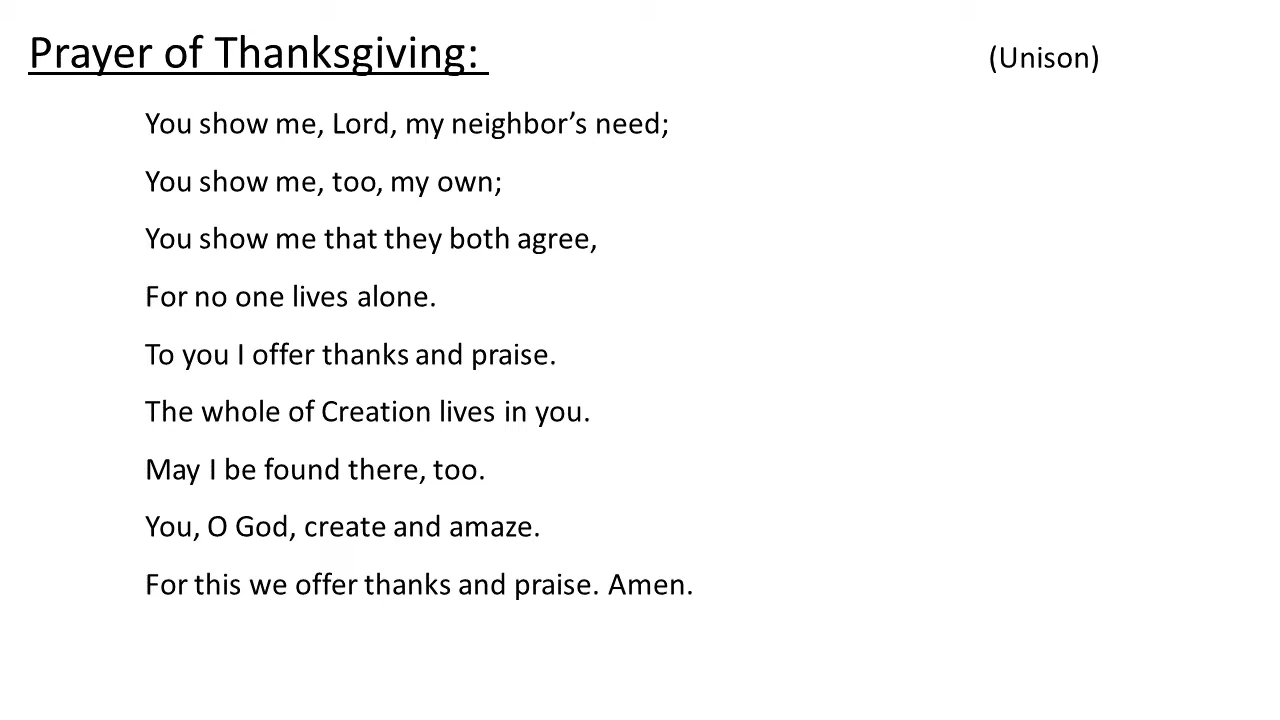 Prayer of Thanksgiving: (Unison)
You show me, Lord, my neighbor’s need;
You show me, too, my own;
You show me that they both agree,
For no one lives alone.
To you I offer thanks and praise.
The whole of Creation lives in you.
May I be found there, too.
You, O God, create and amaze.
For this we offer thanks and praise. Amen.